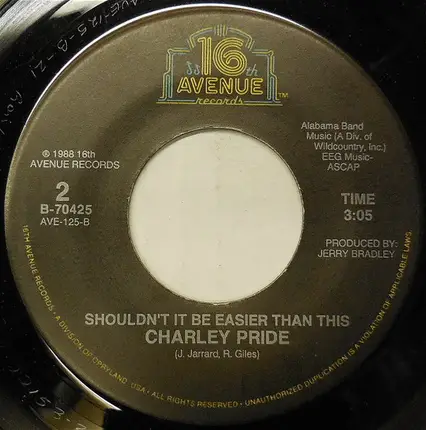 16th
AVENUE
records TM
℗ 1988 16th
AVENUE RECORDS
2
B-70425
AVE-125-B
Alabama Band
Music (A Div. of
Wildcountry, Inc.)
EEG Music-
ASCAP
TIME
3:05
PRODUCED BY:
JERRY BRADLEY
SHOULDN'T IT BE EASIER THAN THIS
CHARLEY PRIDE
(J. Jarrard, R. Giles)
16TH AVENUE RECORDS • A DIVISION OF OPRYLAND USA • ALL RIGHTS RESERVED • UNAUTHORIZED DUPLICATION IS A VIOLATION OF APPLICABLE LAWS.